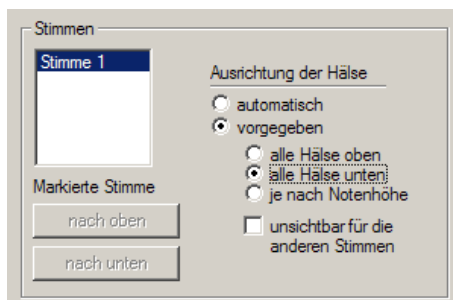 Stimmen
Stimme 1
Ausrichtung der Hälse
automatisch
vorgegeben
alle Hälse oben
alle Hälse unten
je nach Notenhöhe
unsichtbar für die
anderen Stimmen
Markierte Stimme
nach oben
nach unten